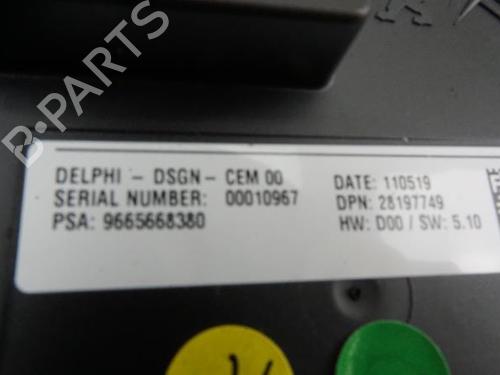 B-PARTS
DELPHI - DSGN - CEM 00
SERIAL NUMBER: 00010967
PSA: 9665668380
DATE: 110519
DPN: 28197749
HW: D00 / SW: 5.10